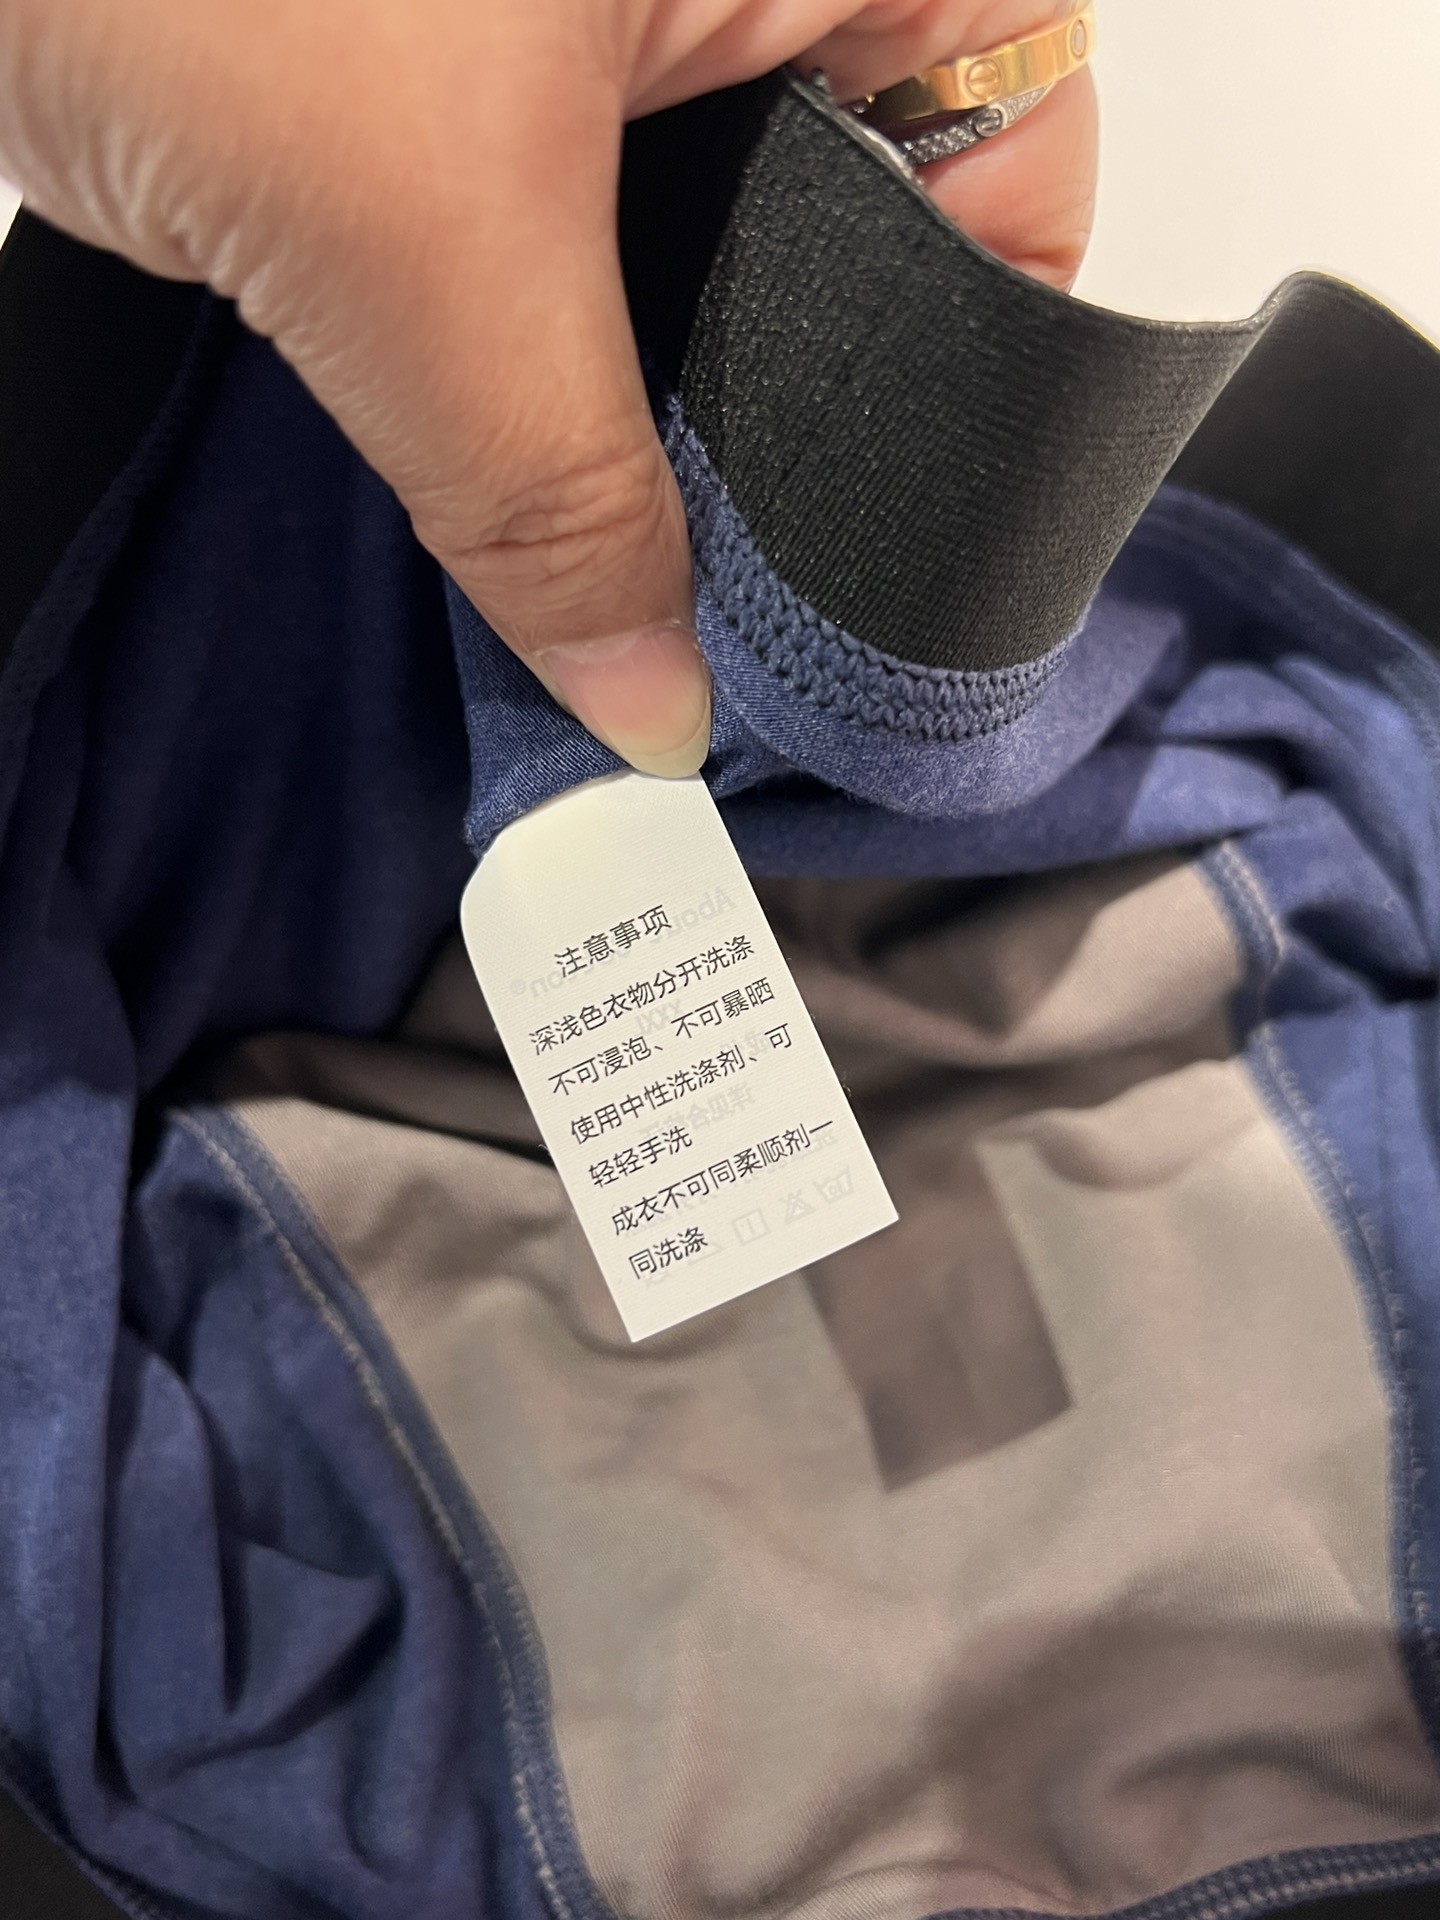 注意事项
深浅色衣物分开洗涤
不可浸泡、不可暴晒
使用中性洗涤剂、可
轻轻手洗
成衣不可同柔顺剂一
同洗涤